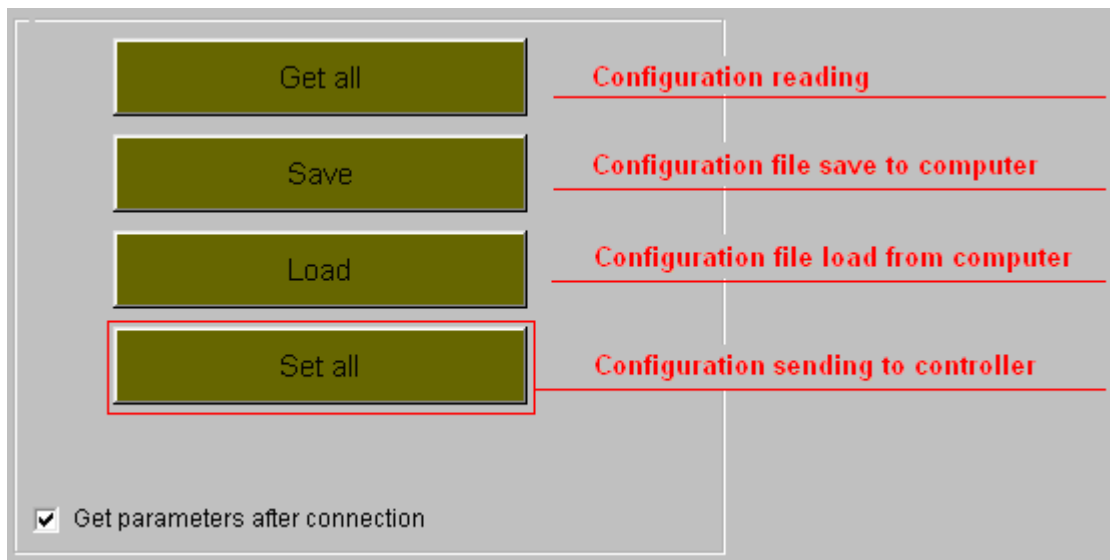 Get all
Configuration reading
Save
Configuration file save to computer
Load
Configuration file load from computer
Set all
Configuration sending to controller
Get parameters after connection